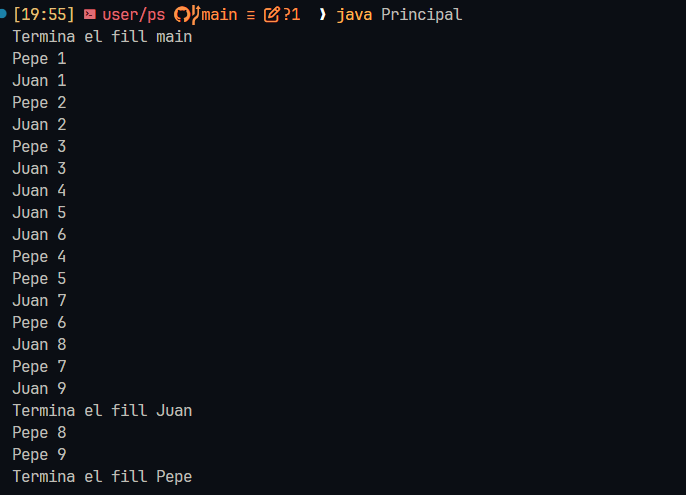 [19:55] user/ps main ≡ ?1 ❯ java Principal
Termina el fill main
Pepe 1
Juan 1
Pepe 2
Juan 2
Pepe 3
Juan 3
Juan 4
Juan 5
Juan 6
Pepe 4
Pepe 5
Juan 7
Pepe 6
Juan 8
Pepe 7
Juan 9
Termina el fill Juan
Pepe 8
Pepe 9
Termina el fill Pepe